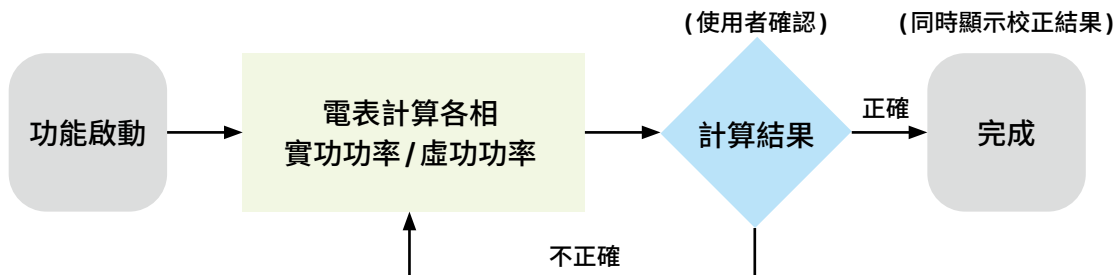 (使用者確認)
(同時顯示校正結果)
功能啟動
電表計算各相
實功功率/虛功功率
計算結果
正確
完成
不正確